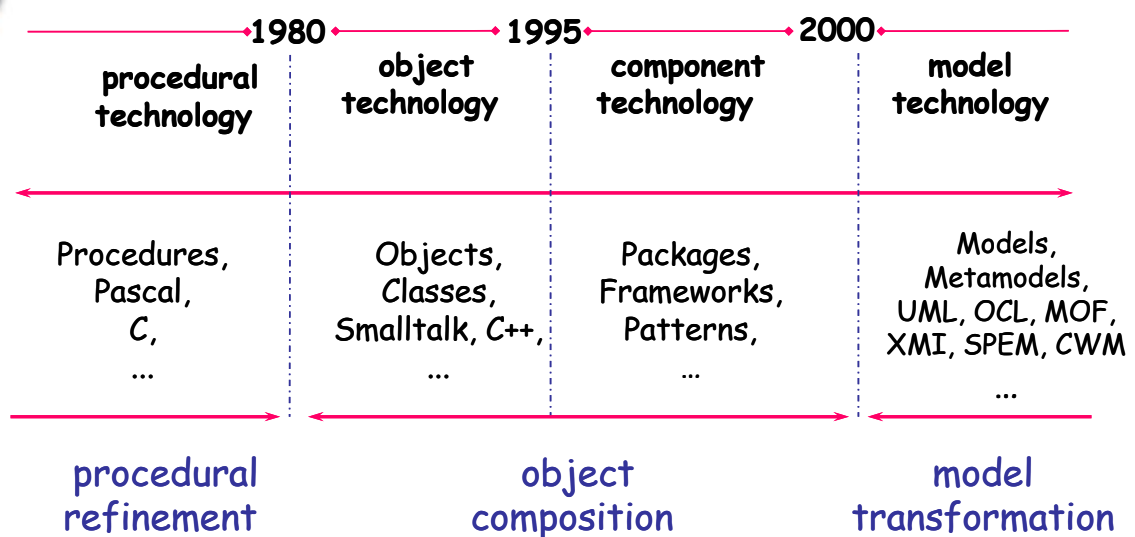 1980 1995 2000
procedural
technology
object
technology
component
technology
model
technology
Procedures,
Pascal,
C,
...
Objects,
Classes,
Smalltalk, C++,
...
Packages,
Frameworks,
Patterns,
...
Models,
Metamodels,
UML, OCL, MOF,
XMI, SPEM, CWM
...
procedural
refinement
object
composition
model
transformation